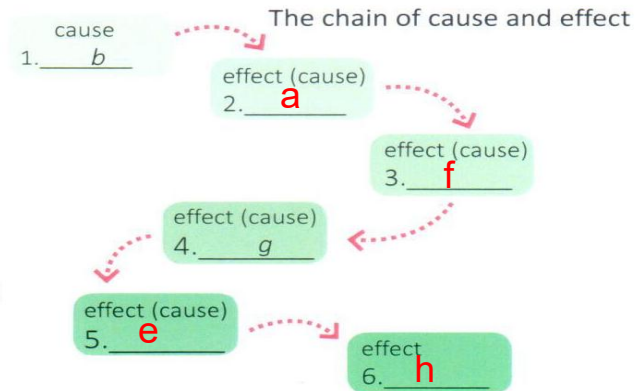 The chain of cause and effect
cause
1. b
effect (cause)
2. a
effect (cause)
3. f
effect (cause)
4. g
effect (cause)
5. e
effect
6. h